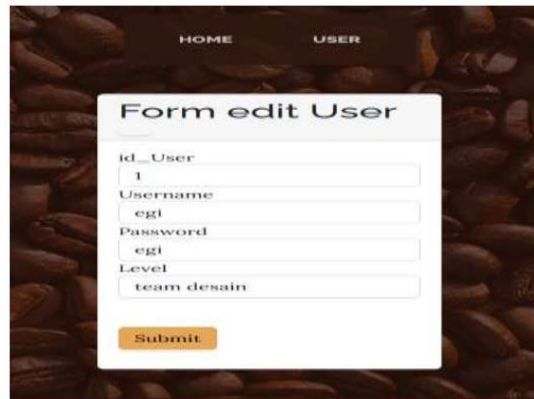 HOME USER
Form edit User
id_User
1
Username
egi
Password
egi
Level
team desain
Submit